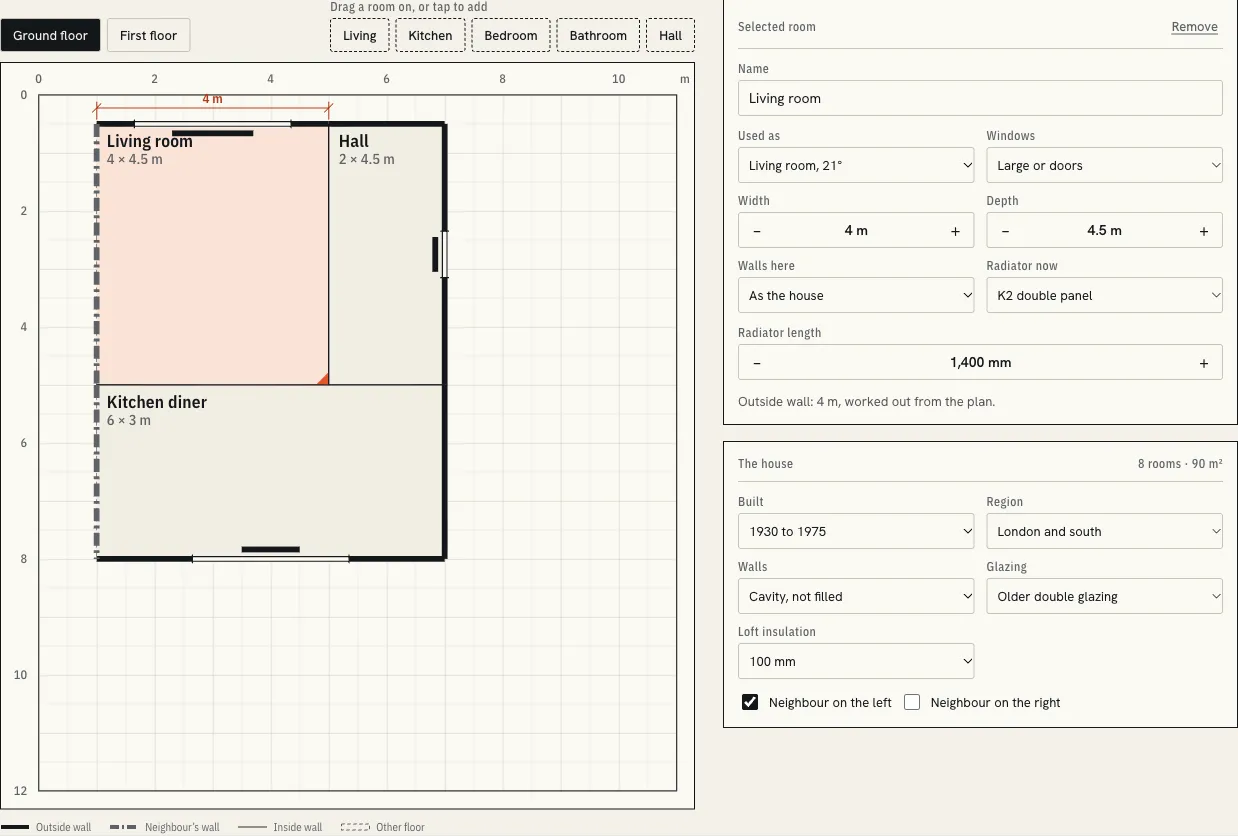 Drag a room on, or tap to add
Ground floor First floor Living Kitchen Bedroom Bathroom Hall
0 2 4 6 8 10 m
0
4 m
Living room
4 × 4.5 m
Hall
2 × 4.5 m
2
4
Kitchen diner
6 × 3 m
6
8
10
12
Outside wall Neighbour's wall Inside wall Other floor
Selected room Remove
Name
Living room
Used as Windows
Living room, 21° Large or doors
Width Depth
− 4 m + − 4.5 m +
Walls here Radiator now
As the house K2 double panel
Radiator length
− 1,400 mm +
Outside wall: 4 m, worked out from the plan.
The house 8 rooms · 90 m²
Built Region
1930 to 1975 London and south
Walls Glazing
Cavity, not filled Older double glazing
Loft insulation
100 mm
Neighbour on the left Neighbour on the right